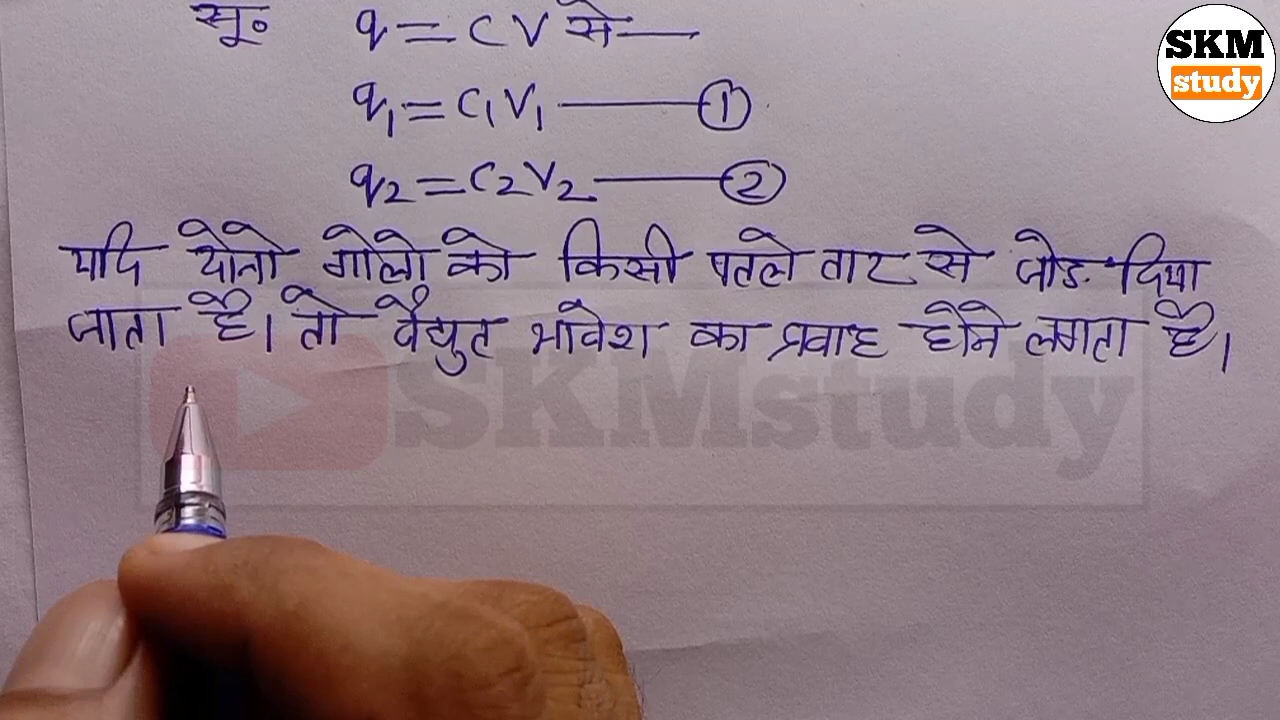 सू० q = CV से—
q₁ = C₁V₁ ——— ①
q₂ = C₂V₂ ——— ②
यदि दोनो गोलो को किसी पतले तार से जोड दिया
जाता है। तो वैद्युत आवेश का प्रवाह होने लगता है।
SKM
study
SKMstudy